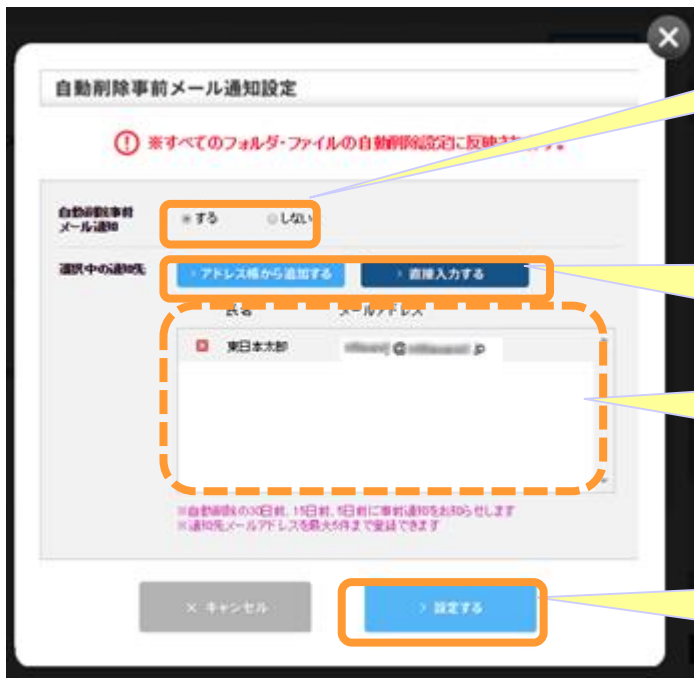 自動削除事前メール通知設定
※すべてのフォルダ・ファイルの自動削除設定に反映され
自動削除事前
メール通知
する しない
選択中の通知先
アドレス帳から追加する 直接入力する
氏名 メールアドレス
東日本太郎 @ jp
※自動削除の30日前、15日前、5日前に事前通知をお知らせします
※通知先メールアドレスを最大5件まで登録できます
× キャンセル
> 設定する